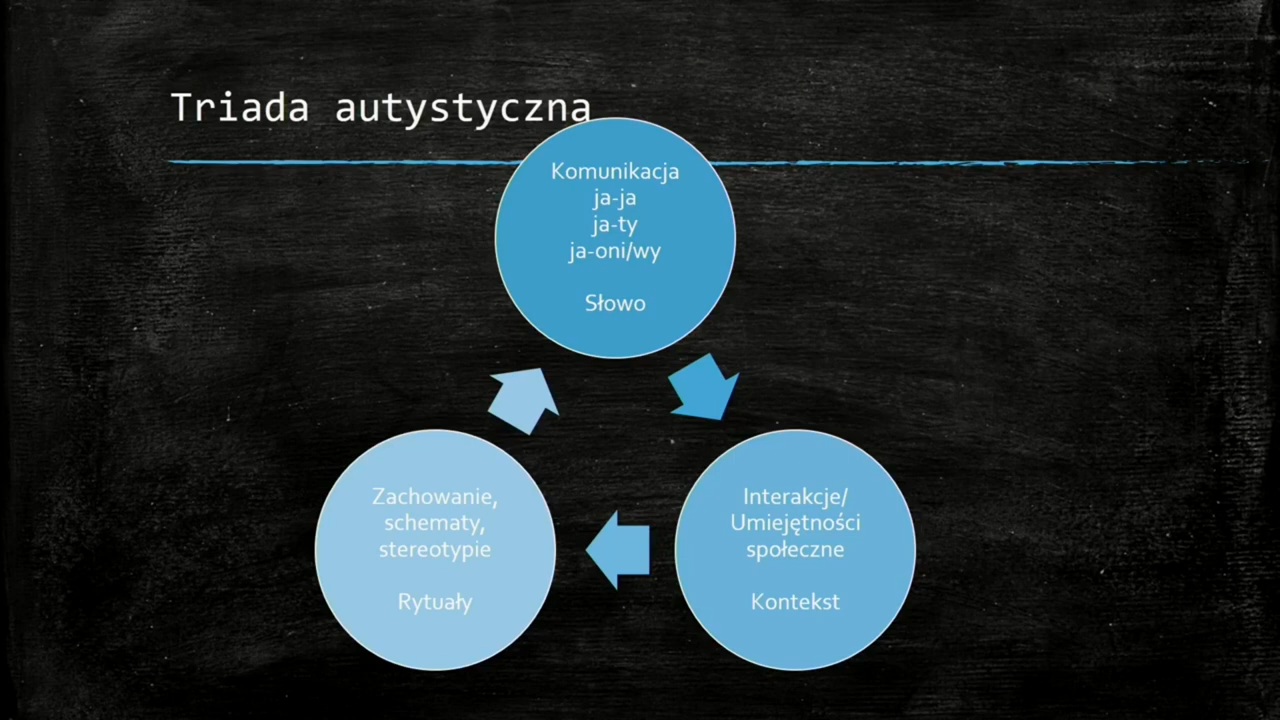 Triada autystyczna
Komunikacja
ja-ja
ja-ty
ja-oni/wy
Słowo
Interakcje/
Umiejętności
społeczne
Kontekst
Zachowanie,
schematy,
stereotypie
Rytuały